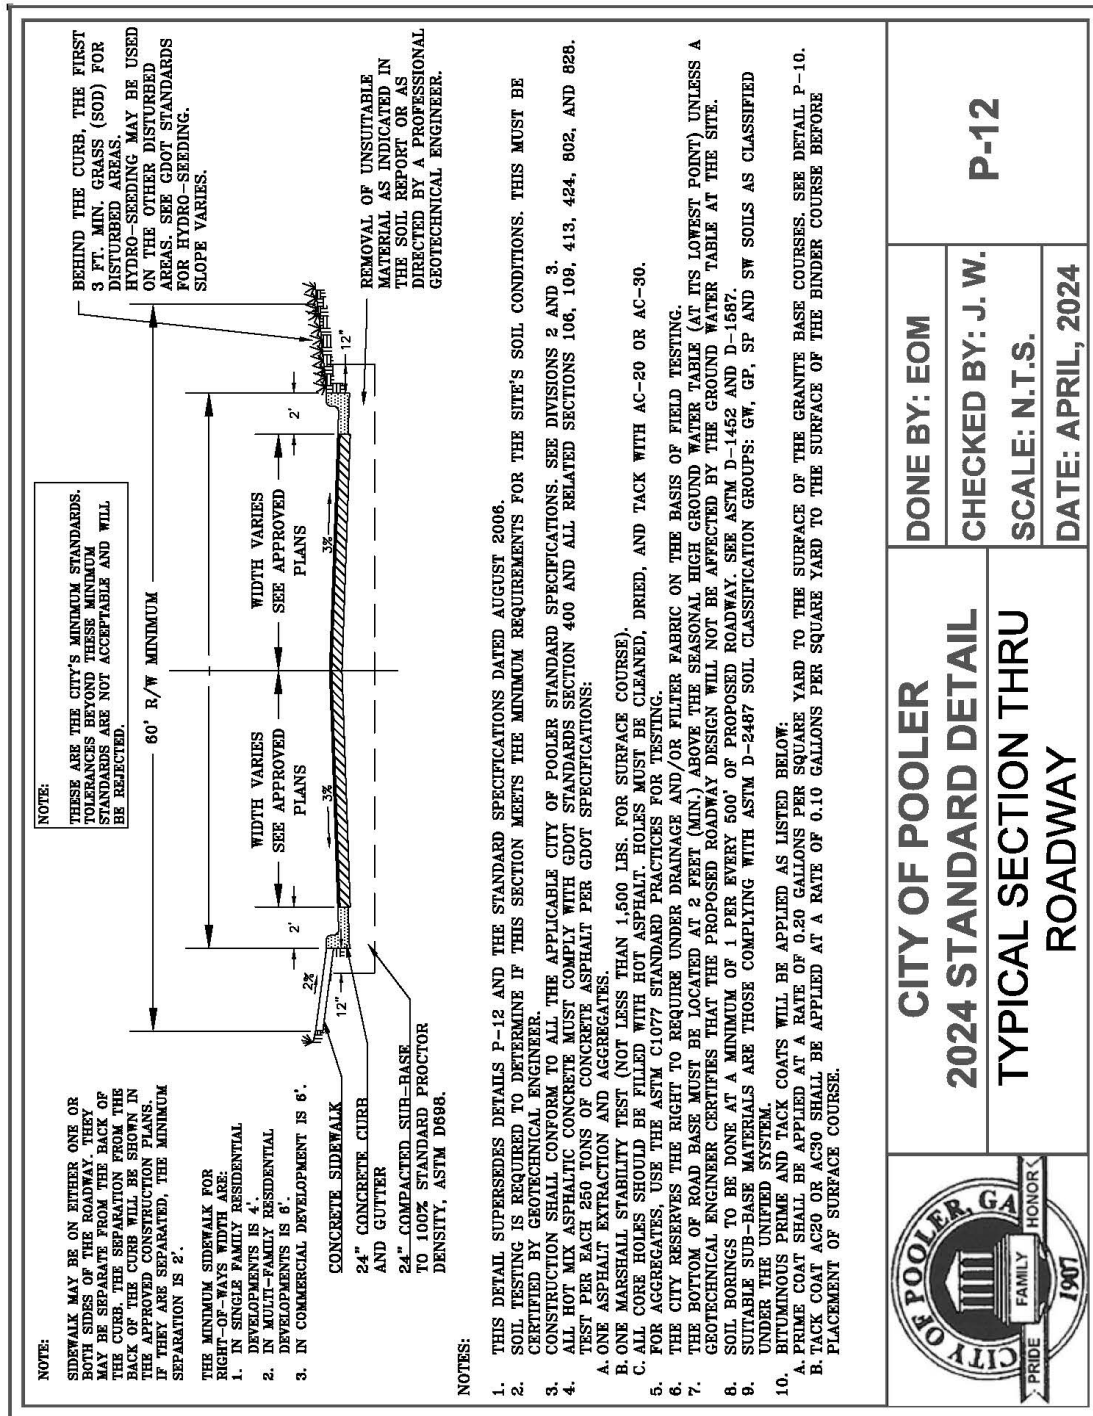 NOTE:
SIDEWALK MAY BE ON EITHER ONE OR
BOTH SIDES OF THE ROADWAY. THEY
MAY BE SEPARATE FROM THE BACK OF
THE CURB. THE SEPARATION FROM THE
BACK OF THE CURB WILL BE SHOWN IN
THE APPROVED CONSTRUCTION PLANS.
IF THEY ARE SEPARATED, THE MINIMUM
SEPARATION IS 2'.
THE MINIMUM SIDEWALK FOR
RIGHT-OF-WAYS WIDTH ARE:
1. IN SINGLE FAMILY RESIDENTIAL
DEVELOPMENTS IS 4'.
2. IN MULTI-FAMILY RESIDENTIAL
DEVELOPMENTS IS 6'.
3. IN COMMERCIAL DEVELOPMENT IS 6'.
CONCRETE SIDEWALK
24" CONCRETE CURB
AND GUTTER
24" COMPACTED SUB-BASE
TO 100% STANDARD PROCTOR
DENSITY, ASTM D698.
NOTE:
THESE ARE THE CITY'S MINIMUM STANDARDS.
TOLERANCES BEYOND THESE MINIMUM
STANDARDS ARE NOT ACCEPTABLE AND WILL
BE REJECTED.
60' R/W MINIMUM
2'
WIDTH VARIES
SEE APPROVED
PLANS
WIDTH VARIES
SEE APPROVED
PLANS
2'
2%
3%
3%
12"
12"
BEHIND THE CURB, THE FIRST
3 FT. MIN. GRASS (SOD) FOR
DISTURBED AREAS.
HYDRO-SEEDING MAY BE USED
ON THE OTHER DISTURBED
AREAS. SEE GDOT STANDARDS
FOR HYDRO-SEEDING.
SLOPE VARIES.
REMOVAL OF UNSUITABLE
MATERIAL AS INDICATED IN
THE SOIL REPORT OR AS
DIRECTED BY A PROFESSIONAL
GEOTECHNICAL ENGINEER.
NOTES:
1. THIS DETAIL SUPERSEDES DETAILS P-12 AND THE STANDARD SPECIFICATIONS DATED AUGUST 2006.
2. SOIL TESTING IS REQUIRED TO DETERMINE IF THIS SECTION MEETS THE MINIMUM REQUIREMENTS FOR THE SITE'S SOIL CONDITIONS. THIS MUST BE
CERTIFIED BY GEOTECHNICAL ENGINEER.
3. CONSTRUCTION SHALL CONFORM TO ALL THE APPLICABLE CITY OF POOLER STANDARD SPECIFICATIONS. SEE DIVISIONS 2 AND 3.
4. ALL HOT MIX ASPHALTIC CONCRETE MUST COMPLY WITH GDOT STANDARDS SECTION 400 AND ALL RELATED SECTIONS 106, 109, 413, 424, 802, AND 828.
TEST PER EACH 250 TONS OF CONCRETE ASPHALT PER GDOT SPECIFICATIONS:
A. ONE ASPHALT EXTRACTION AND AGGREGATES.
B. ONE MARSHALL STABILITY TEST (NOT LESS THAN 1,500 LBS. FOR SURFACE COURSE).
C. ALL CORE HOLES SHOULD BE FILLED WITH HOT ASPHALT. HOLES MUST BE CLEANED, DRIED, AND TACK WITH AC-20 OR AC-30.
5. FOR AGGREGATES, USE THE ASTM C1077 STANDARD PRACTICES FOR TESTING.
6. THE CITY RESERVES THE RIGHT TO REQUIRE UNDER DRAINAGE AND/OR FILTER FABRIC ON THE BASIS OF FIELD TESTING.
7. THE BOTTOM OF ROAD BASE MUST BE LOCATED AT 2 FEET (MIN.) ABOVE THE SEASONAL HIGH GROUND WATER TABLE (AT ITS LOWEST POINT) UNLESS A
GEOTECHNICAL ENGINEER CERTIFIES THAT THE PROPOSED ROADWAY DESIGN WILL NOT BE AFFECTED BY THE GROUND WATER TABLE AT THE SITE.
8. SOIL BORINGS TO BE DONE AT A MINIMUM OF 1 PER EVERY 500' OF PROPOSED ROADWAY. SEE ASTM D-1452 AND D-1587.
9. SUITABLE SUB-BASE MATERIALS ARE THOSE COMPLYING WITH ASTM D-2487 SOIL CLASSIFICATION GROUPS: GW, GP, SP AND SW SOILS AS CLASSIFIED
UNDER THE UNIFIED SYSTEM.
10. BITUMINOUS PRIME AND TACK COATS WILL BE APPLIED AS LISTED BELOW:
A. PRIME COAT SHALL BE APPLIED AT A RATE OF 0.20 GALLONS PER SQUARE YARD TO THE SURFACE OF THE GRANITE BASE COURSES. SEE DETAIL P-10.
B. TACK COAT AC20 OR AC30 SHALL BE APPLIED AT A RATE OF 0.10 GALLONS PER SQUARE YARD TO THE SURFACE OF THE BINDER COURSE BEFORE
PLACEMENT OF SURFACE COURSE.
CITY OF POOLER, GA
PRIDE
FAMILY
HONOR
1907
CITY OF POOLER
2024 STANDARD DETAIL
TYPICAL SECTION THRU
ROADWAY
DONE BY: EOM
CHECKED BY: J. W.
SCALE: N.T.S.
DATE: APRIL, 2024
P-12